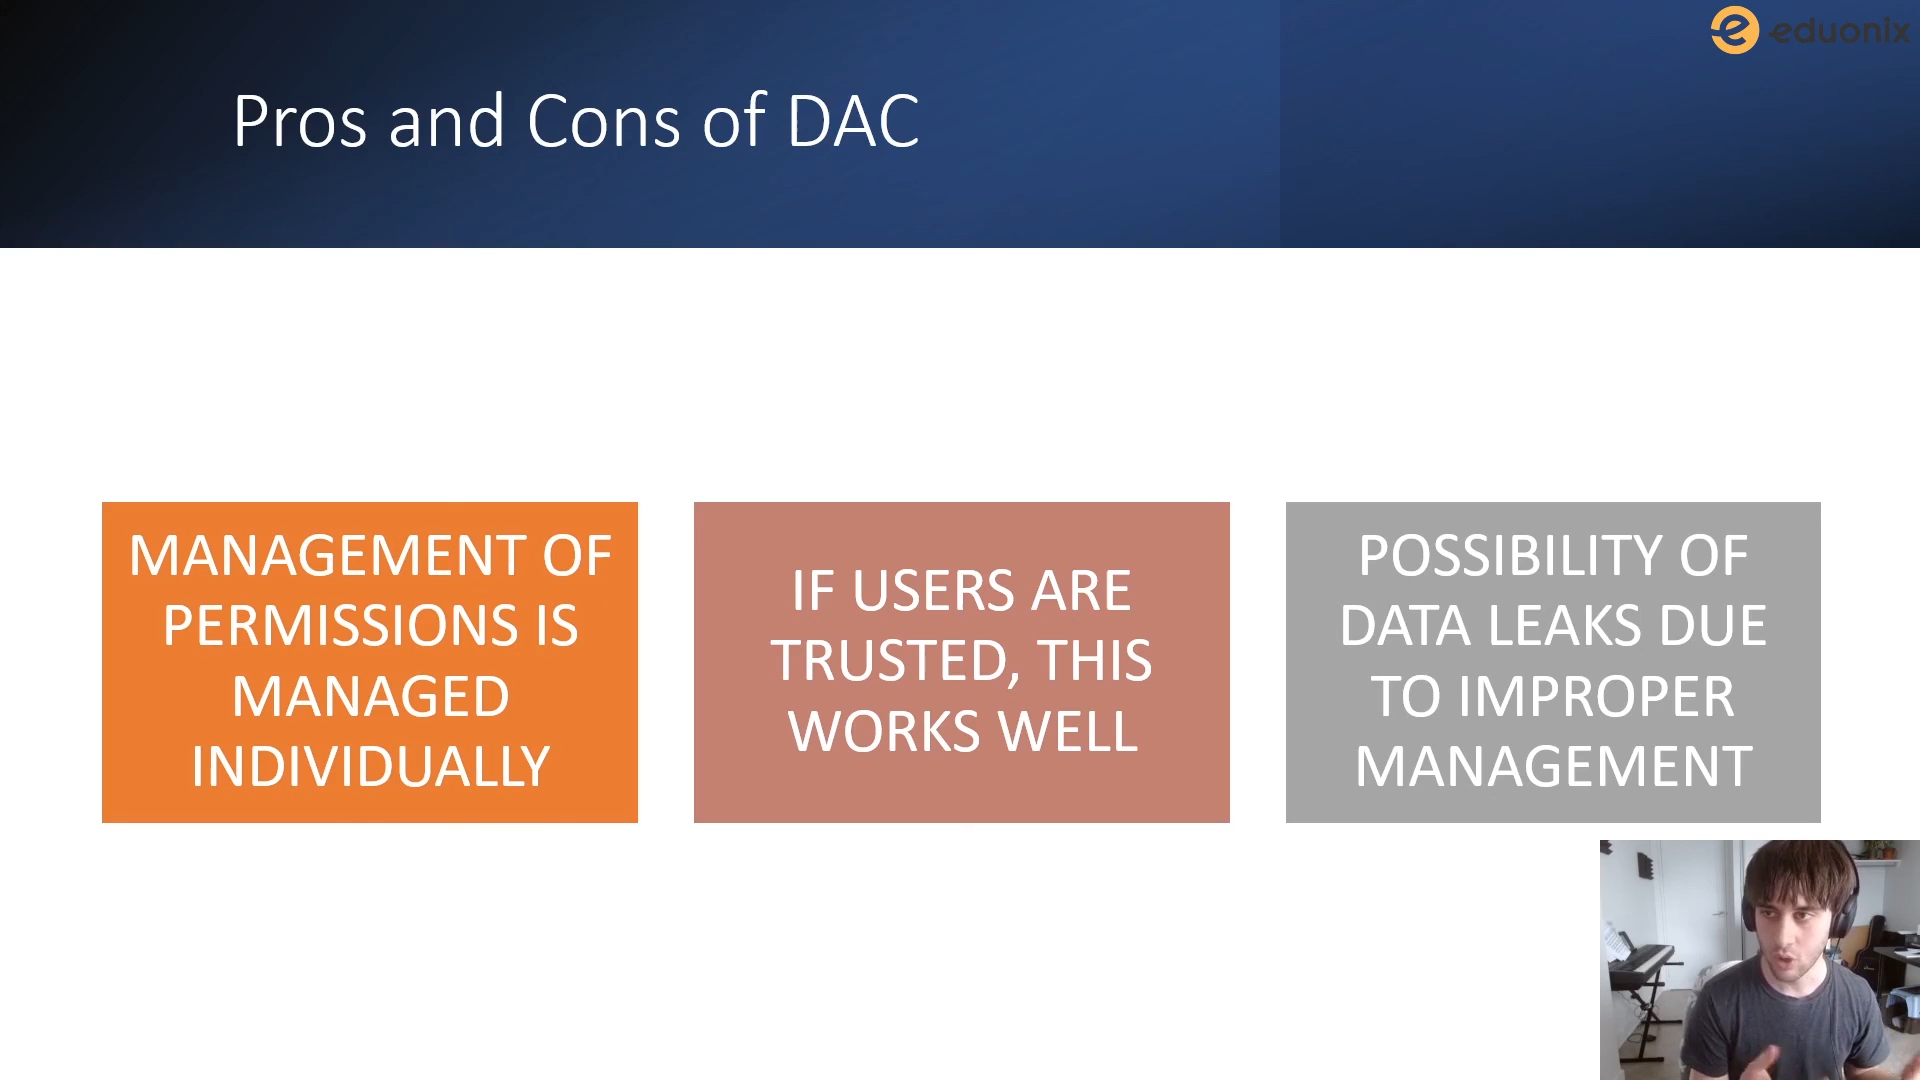 eduonix
Pros and Cons of DAC
MANAGEMENT OF
PERMISSIONS IS
MANAGED
INDIVIDUALLY
IF USERS ARE
TRUSTED, THIS
WORKS WELL
POSSIBILITY OF
DATA LEAKS DUE
TO IMPROPER
MANAGEMENT